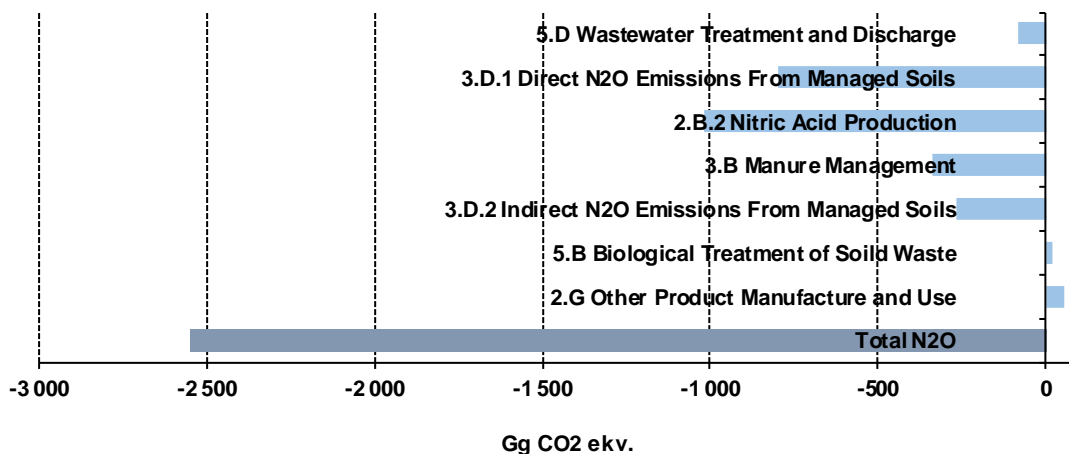 5.D Wastewater Treatment and Discharge
3.D.1 Direct N2O Emissions From Managed Soils
2.B.2 Nitric Acid Production
3.B Manure Management
3.D.2 Indirect N2O Emissions From Managed Soils
5.B Biological Treatment of Soild Waste
2.G Other Product Manufacture and Use
Total N2O
-3 000 -2 500 -2 000 -1 500 -1 000 -500 0
Gg CO2 ekv.